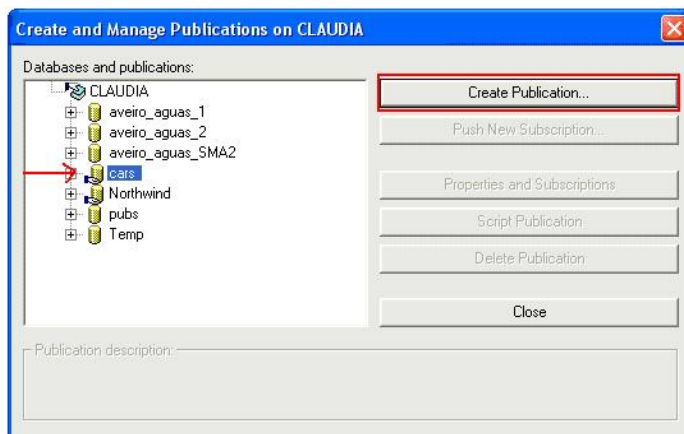 Create and Manage Publications on CLAUDIA
Databases and publications:
CLAUDIA
aveiro_aguas_1
aveiro_aguas_2
aveiro_aguas_SMA2
cars
Northwind
pubs
Temp
Create Publication...
Push New Subscription...
Properties and Subscriptions
Script Publication
Delete Publication
Close
Publication description: